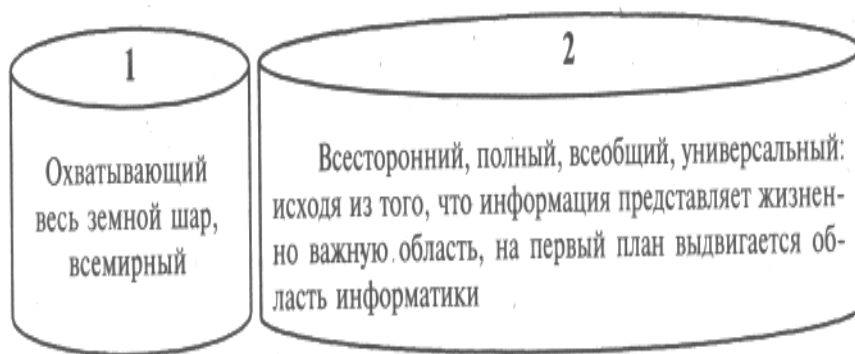 1
Охватывающий
весь земной шар,
всемирный
2
Всесторонний, полный, всеобщий, универсальный:
исходя из того, что информация представляет жизнен-
но важную область, на первый план выдвигается об-
ласть информатики